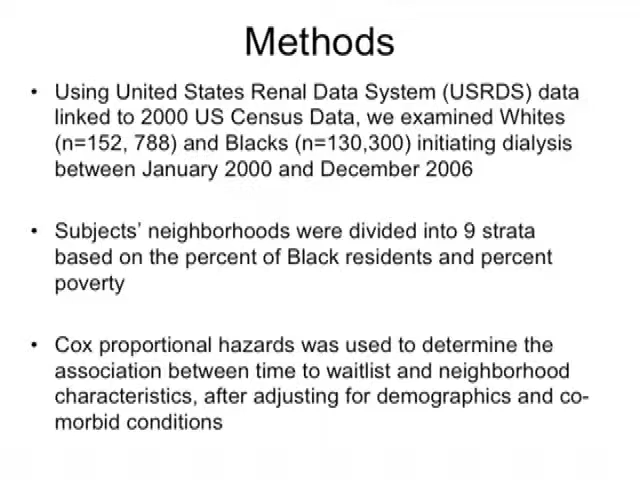 Methods
• Using United States Renal Data System (USRDS) data
linked to 2000 US Census Data, we examined Whites
(n=152, 788) and Blacks (n=130,300) initiating dialysis
between January 2000 and December 2006
• Subjects' neighborhoods were divided into 9 strata
based on the percent of Black residents and percent
poverty
• Cox proportional hazards was used to determine the
association between time to waitlist and neighborhood
characteristics, after adjusting for demographics and co-
morbid conditions